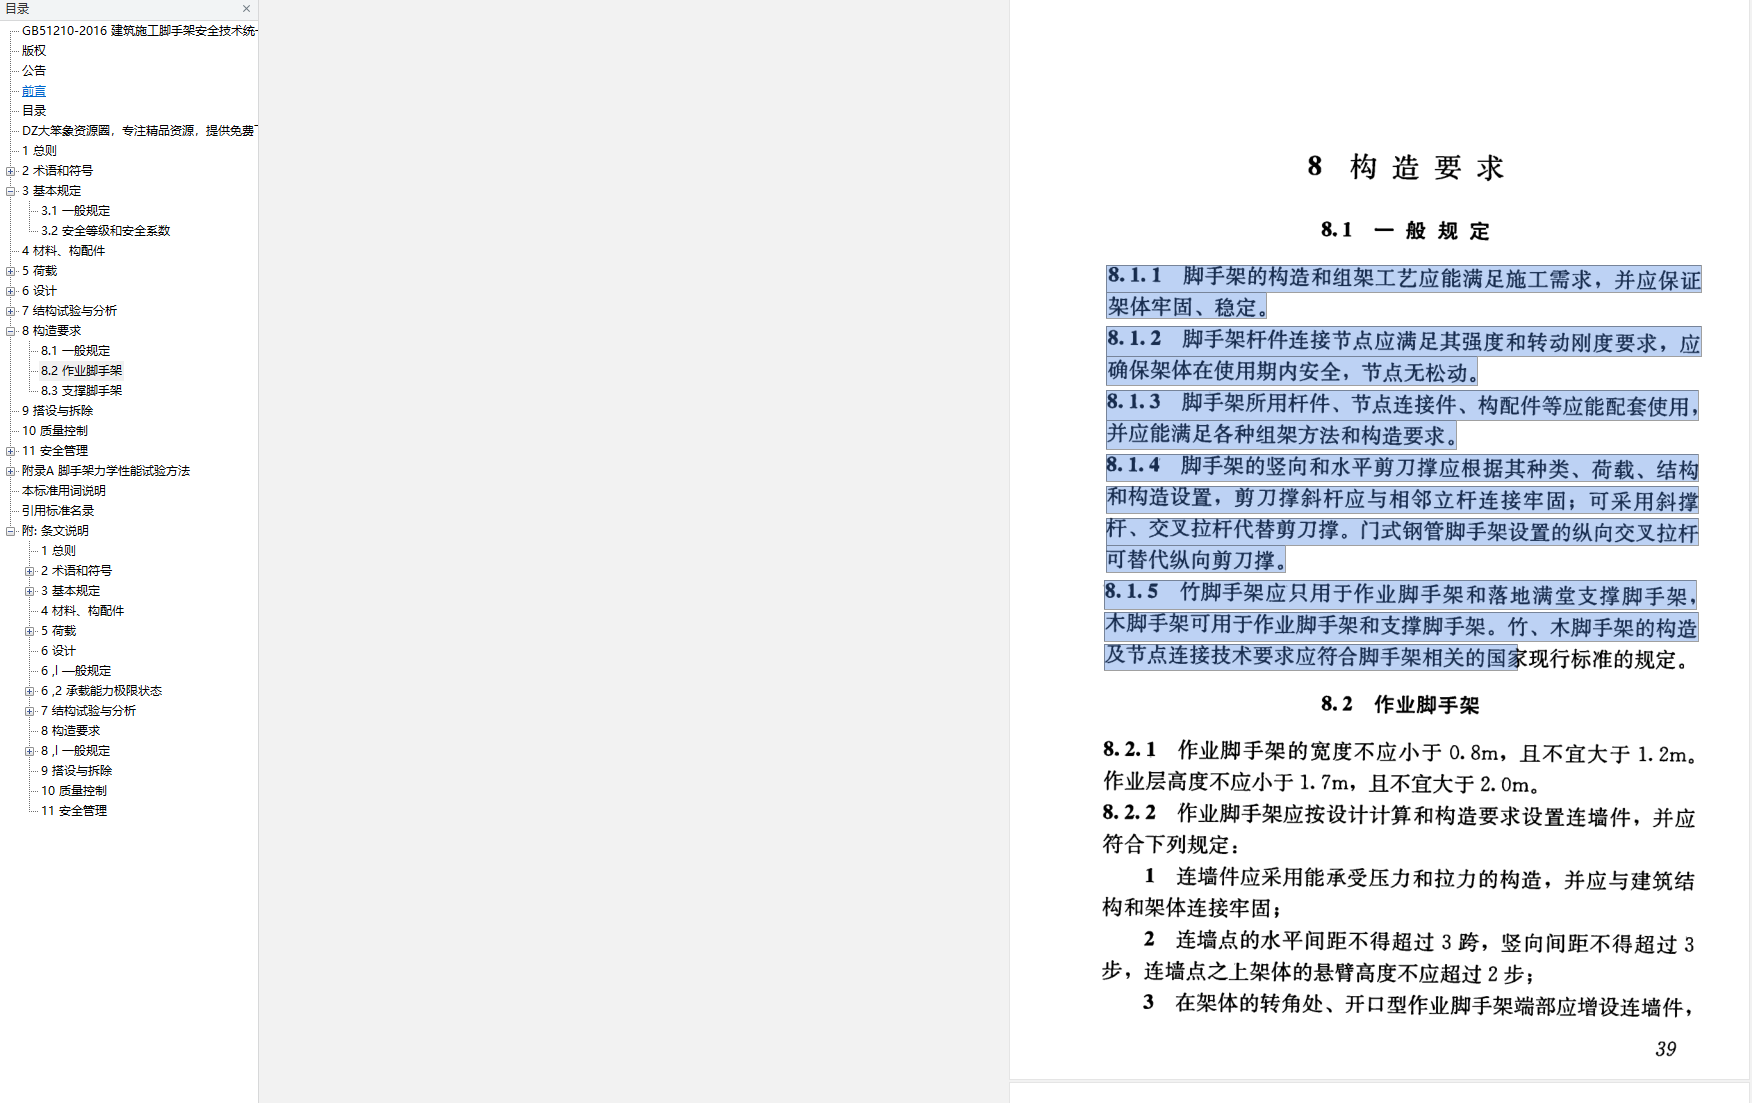 目录
GB51210-2016 建筑施工脚手架安全技术统
版权
公告
前言
目录
DZ大笨象资源圈，专注精品资源，提供免费
1 总则
2 术语和符号
3 基本规定
3.1 一般规定
3.2 安全等级和安全系数
4 材料、构配件
5 荷载
6 设计
7 结构试验与分析
8 构造要求
8.1 一般规定
8.2 作业脚手架
8.3 支撑脚手架
9 搭设与拆除
10 质量控制
11 安全管理
附录A 脚手架力学性能试验方法
本标准用词说明
引用标准名录
附: 条文说明
1 总则
2 术语和符号
3 基本规定
4 材料、构配件
5 荷载
6 设计
6 ,l 一般规定
6 ,2 承载能力极限状态
7 结构试验与分析
8 构造要求
8 ,l 一般规定
9 搭设与拆除
10 质量控制
11 安全管理
8 构造要求
8.1 一般规定
8.1.1 脚手架的构造和组架工艺应能满足施工需求，并应保证
架体牢固、稳定。
8.1.2 脚手架杆件连接节点应满足其强度和转动刚度要求，应
确保架体在使用期内安全，节点无松动。
8.1.3 脚手架所用杆件、节点连接件、构配件等应能配套使用，
并应能满足各种组架方法和构造要求。
8.1.4 脚手架的竖向和水平剪刀撑应根据其种类、荷载、结构
和构造设置，剪刀撑斜杆应与相邻立杆连接牢固；可采用斜撑
杆、交叉拉杆代替剪刀撑。门式钢管脚手架设置的纵向交叉拉杆
可替代纵向剪刀撑。
8.1.5 竹脚手架应只用于作业脚手架和落地满堂支撑脚手架，
木脚手架可用于作业脚手架和支撑脚手架。竹、木脚手架的构造
及节点连接技术要求应符合脚手架相关的国家现行标准的规定。
8.2 作业脚手架
8.2.1 作业脚手架的宽度不应小于 0.8m，且不宜大于 1.2m。
作业层高度不应小于 1.7m，且不宜大于 2.0m。
8.2.2 作业脚手架应按设计计算和构造要求设置连墙件，并应
符合下列规定：
1 连墙件应采用能承受压力和拉力的构造，并应与建筑结
构和架体连接牢固；
2 连墙点的水平间距不得超过 3 跨，竖向间距不得超过 3
步，连墙点之上架体的悬臂高度不应超过 2 步；
3 在架体的转角处、开口型作业脚手架端部应增设连墙件，
39